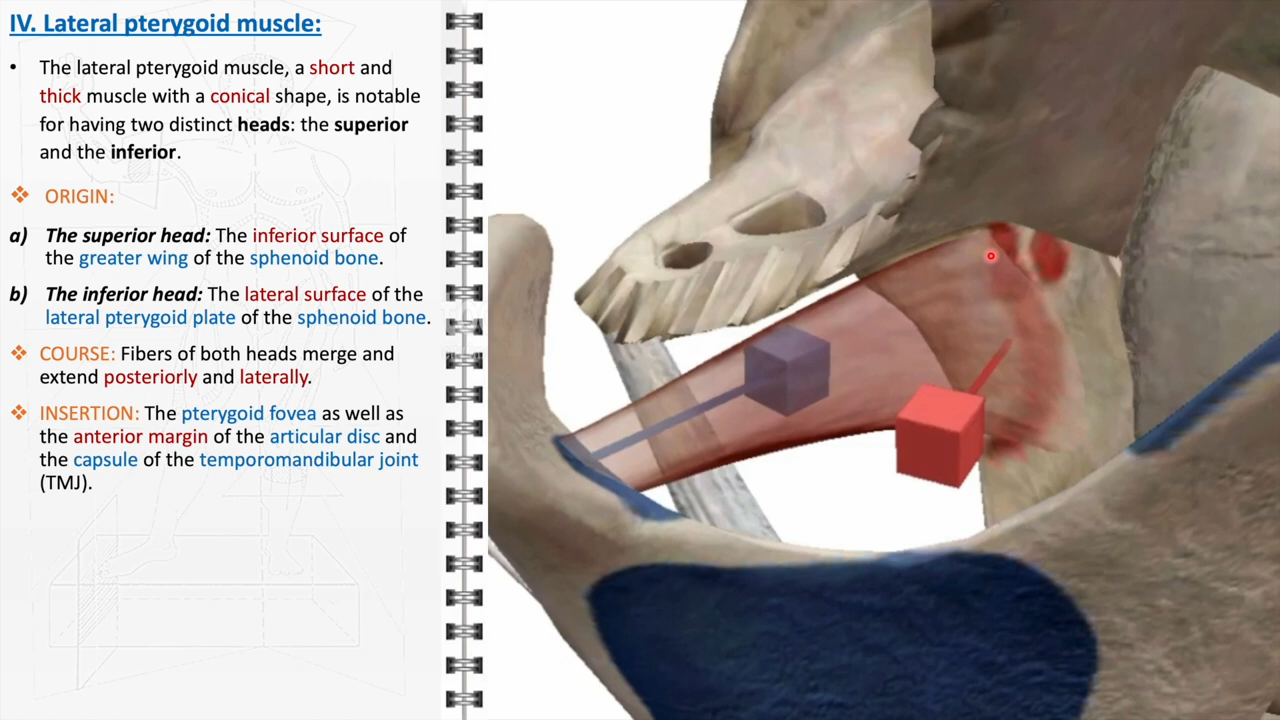 IV. Lateral pterygoid muscle:
• The lateral pterygoid muscle, a short and
thick muscle with a conical shape, is notable
for having two distinct heads: the superior
and the inferior.
❖ ORIGIN:
a) The superior head: The inferior surface of
the greater wing of the sphenoid bone.
b) The inferior head: The lateral surface of the
lateral pterygoid plate of the sphenoid bone.
❖ COURSE: Fibers of both heads merge and
extend posteriorly and laterally.
❖ INSERTION: The pterygoid fovea as well as
the anterior margin of the articular disc and
the capsule of the temporomandibular joint
(TMJ).